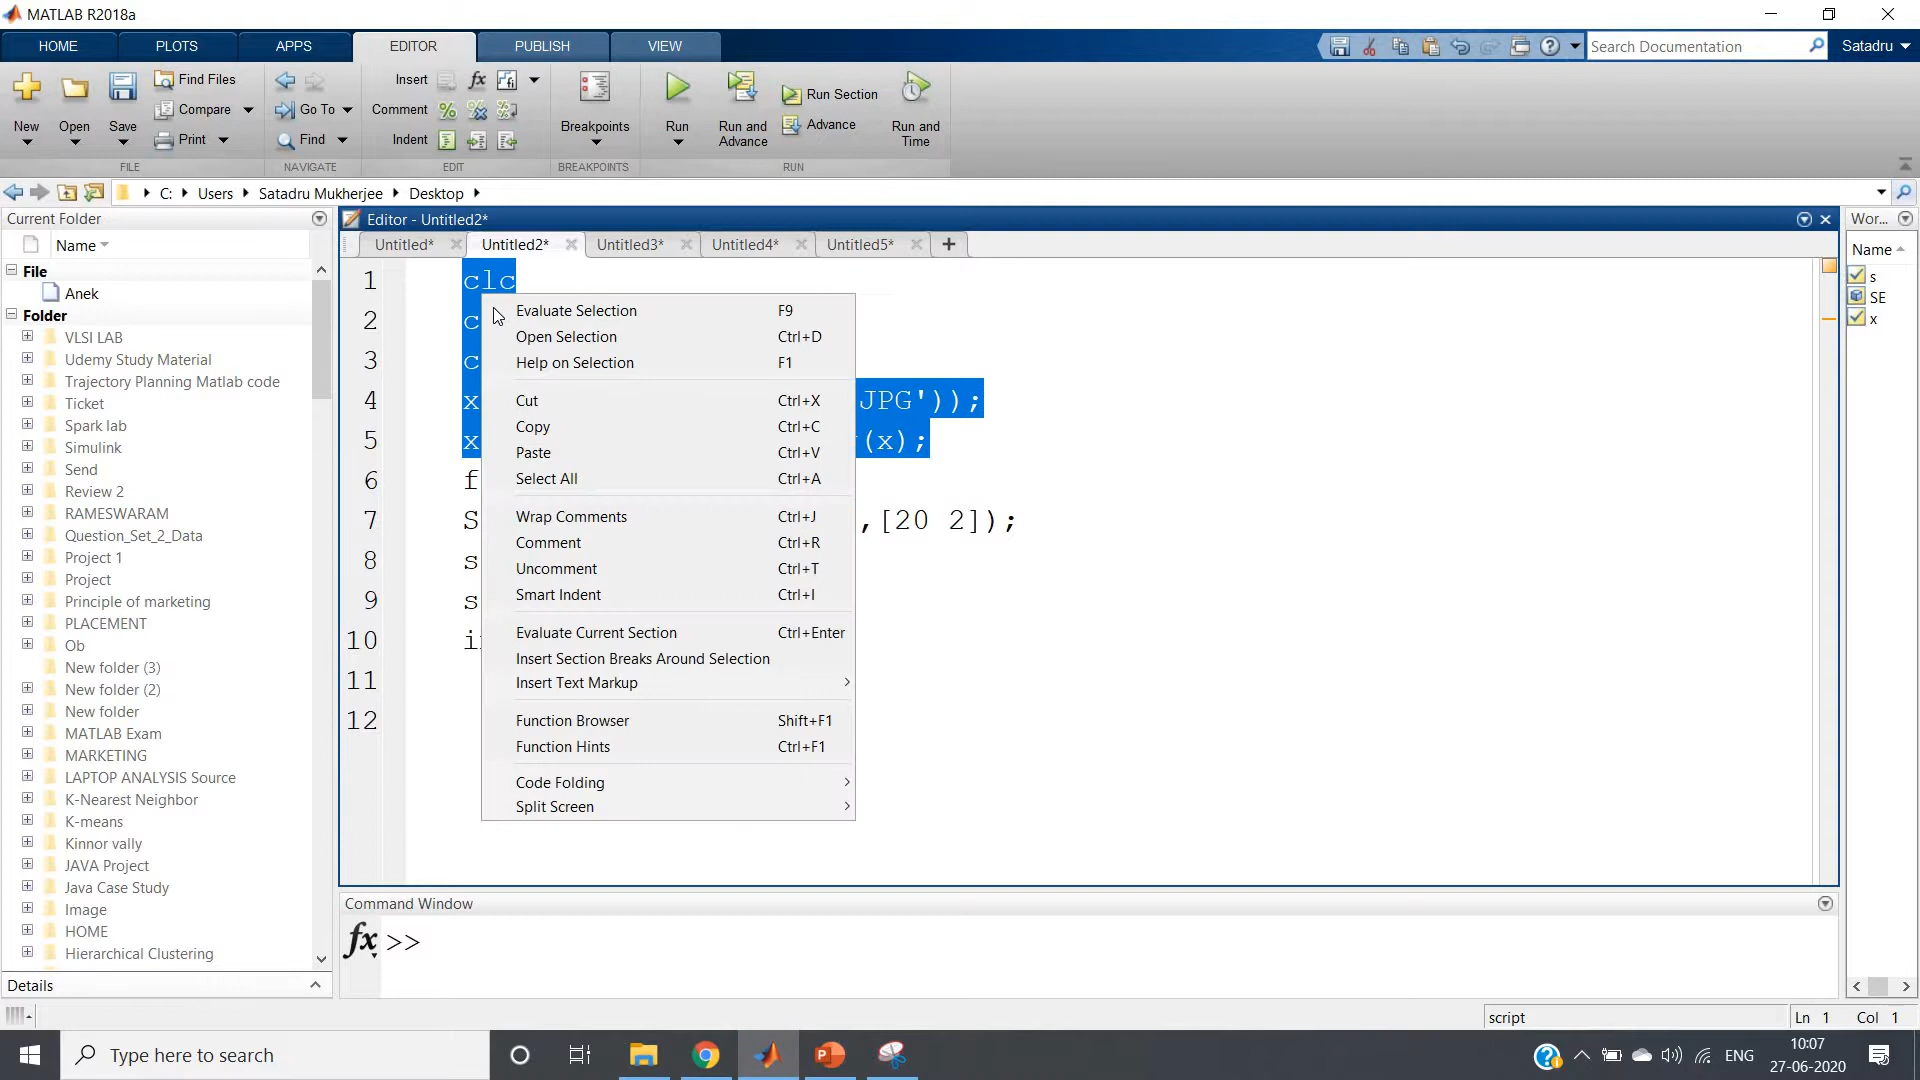 MATLAB R2018a
HOME PLOTS APPS EDITOR PUBLISH VIEW
Search Documentation
Satadru
New Open Save
Find Files
Compare
Print
Go To
Find
Insert
Comment
Indent
Breakpoints
Run
Run and Advance
Run Section
Advance
Run and Time
FILE NAVIGATE EDIT BREAKPOINTS RUN
C: Users Satadru Mukherjee Desktop
Current Folder
Name
File
Anek
Folder
VLSI LAB
Udemy Study Material
Trajectory Planning Matlab code
Ticket
Spark lab
Simulink
Send
Review 2
RAMESWARAM
Question_Set_2_Data
Project 1
Project
Principle of marketing
PLACEMENT
Ob
New folder (3)
New folder (2)
New folder
MATLAB Exam
MARKETING
LAPTOP ANALYSIS Source
K-Nearest Neighbor
K-means
Kinnor vally
JAVA Project
Java Case Study
Image
HOME
Hierarchical Clustering
Details
Editor - Untitled2*
Untitled* Untitled2* Untitled3* Untitled4* Untitled5*
1 clc
2 c
3 c
4 x JPG'));
5 x (x);
6 f
7 S ,[20 2]);
8 s
9 s
10 i
11
12
Evaluate Selection F9
Open Selection Ctrl+D
Help on Selection F1
Cut Ctrl+X
Copy Ctrl+C
Paste Ctrl+V
Select All Ctrl+A
Wrap Comments Ctrl+J
Comment Ctrl+R
Uncomment Ctrl+T
Smart Indent Ctrl+I
Evaluate Current Section Ctrl+Enter
Insert Section Breaks Around Selection
Insert Text Markup
Function Browser Shift+F1
Function Hints Ctrl+F1
Code Folding
Split Screen
Command Window
fx >>
Wor...
Name
s
SE
x
script
Ln 1 Col 1
Type here to search
ENG
10:07
27-06-2020